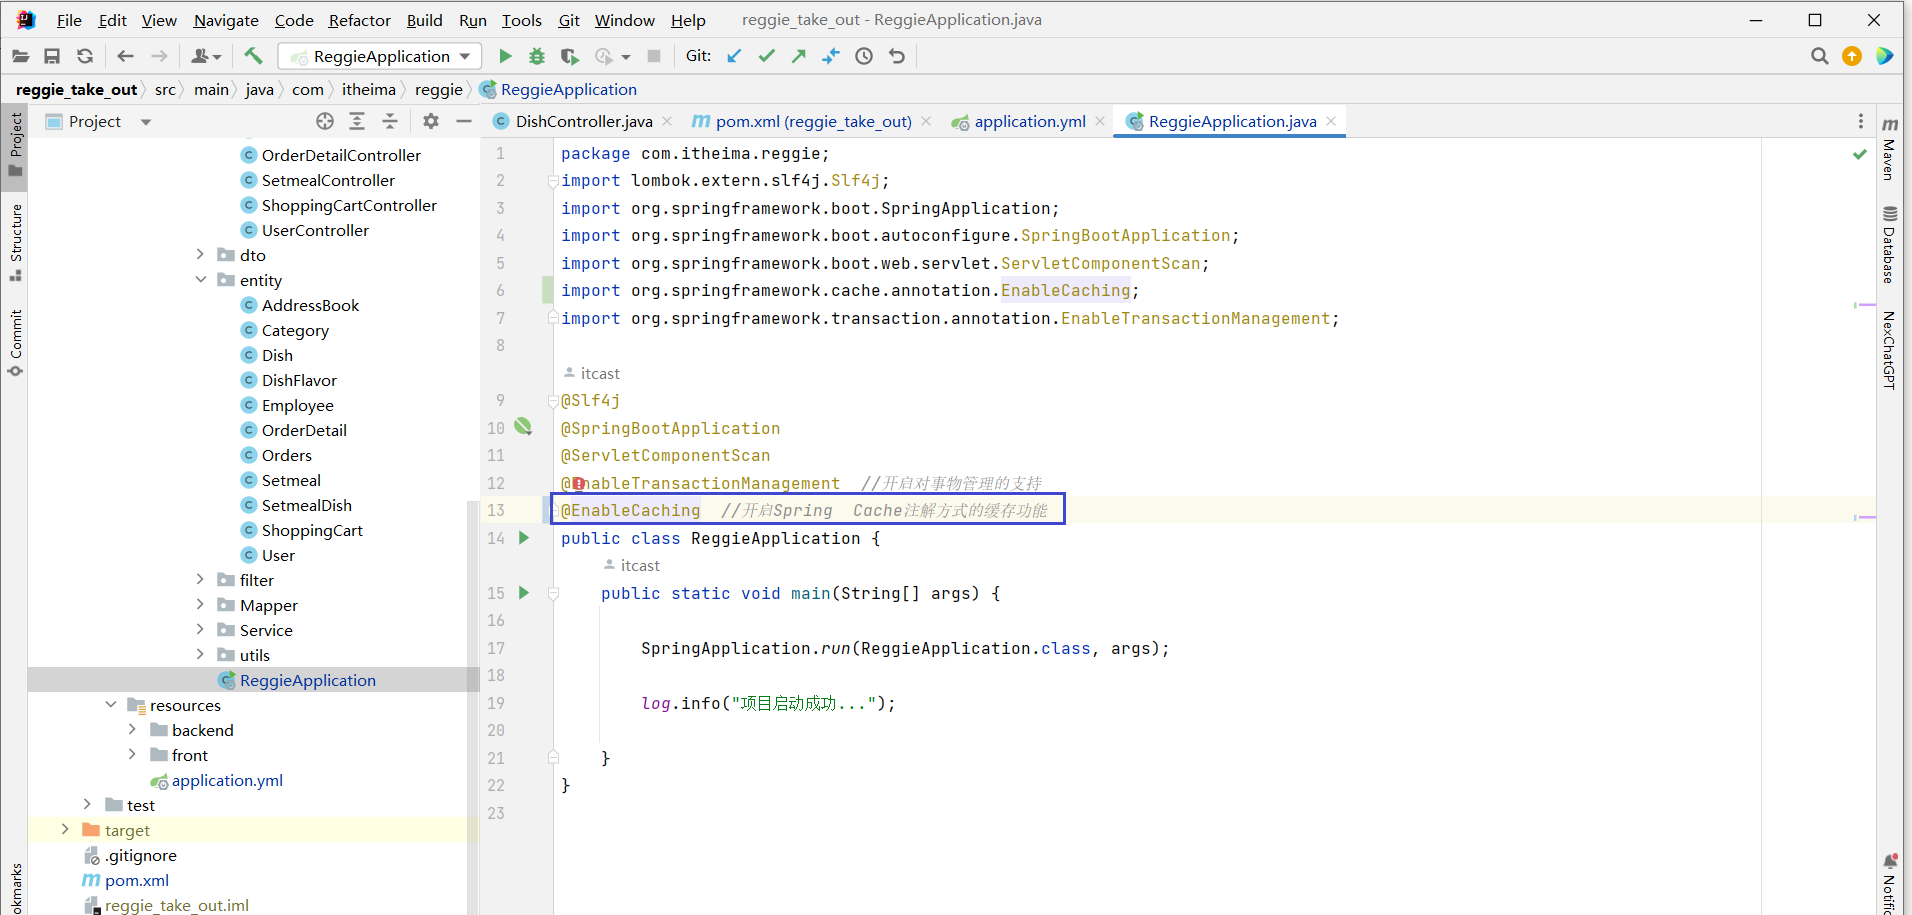 File Edit View Navigate Code Refactor Build Run Tools Git Window Help reggie_take_out - ReggieApplication.java
ReggieApplication Git:
reggie_take_out src main java com itheima reggie ReggieApplication
Project
Structure
Commit
Project
OrderDetailController
SetmealController
ShoppingCartController
UserController
dto
entity
AddressBook
Category
Dish
DishFlavor
Employee
OrderDetail
Orders
Setmeal
SetmealDish
ShoppingCart
User
filter
Mapper
Service
utils
ReggieApplication
resources
backend
front
application.yml
test
target
.gitignore
pom.xml
reggie_take_out.iml
DishController.java pom.xml (reggie_take_out) application.yml ReggieApplication.java
1 package com.itheima.reggie;
2 import lombok.extern.slf4j.Slf4j;
3 import org.springframework.boot.SpringApplication;
4 import org.springframework.boot.autoconfigure.SpringBootApplication;
5 import org.springframework.boot.web.servlet.ServletComponentScan;
6 import org.springframework.cache.annotation.EnableCaching;
7 import org.springframework.transaction.annotation.EnableTransactionManagement;
8
itcast
9 @Slf4j
10 @SpringBootApplication
11 @ServletComponentScan
12 @EnableTransactionManagement //开启对事物管理的支持
13 @EnableCaching //开启Spring Cache注解方式的缓存功能
14 public class ReggieApplication {
itcast
15 public static void main(String[] args) {
16
17 SpringApplication.run(ReggieApplication.class, args);
18
19 log.info("项目启动成功...");
20
21 }
22 }
23
Maven
Database
NexChatGPT